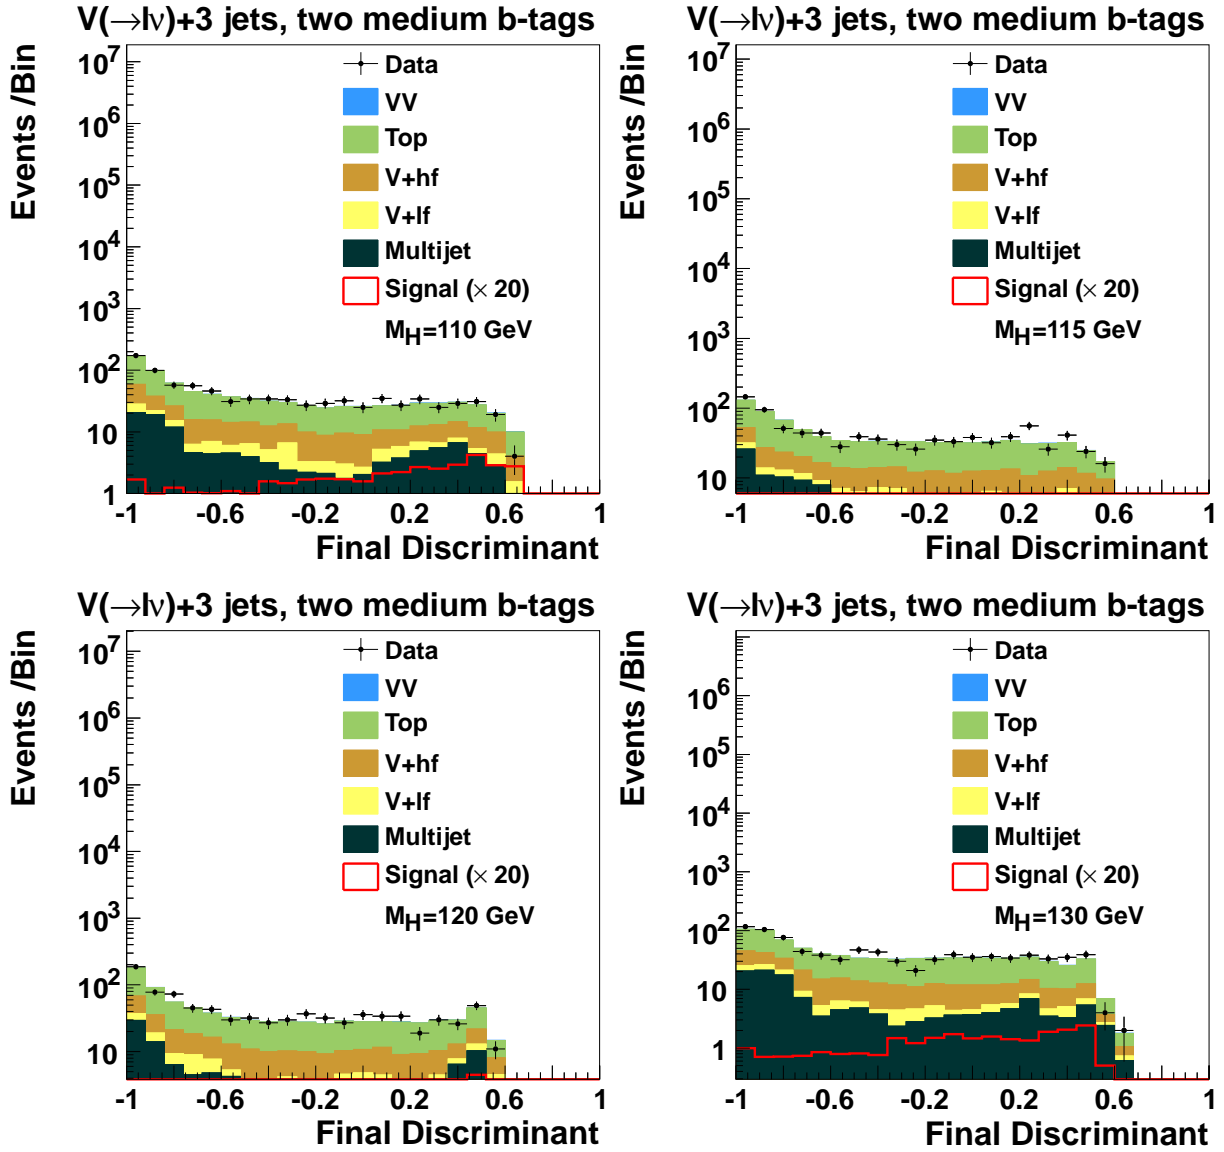 V(→lν)+3 jets, two medium b-tags
Events /Bin
10^7
10^6
10^5
10^4
10^3
10^2
10
1
Data
VV
Top
V+hf
V+lf
Multijet
Signal (× 20)
M_H=110 GeV
-1 -0.6 -0.2 0.2 0.6 1
Final Discriminant
V(→lν)+3 jets, two medium b-tags
Events /Bin
10^7
10^6
10^5
10^4
10^3
10^2
10
Data
VV
Top
V+hf
V+lf
Multijet
Signal (× 20)
M_H=115 GeV
-1 -0.6 -0.2 0.2 0.6 1
Final Discriminant
V(→lν)+3 jets, two medium b-tags
Events /Bin
10^7
10^6
10^5
10^4
10^3
10^2
10
Data
VV
Top
V+hf
V+lf
Multijet
Signal (× 20)
M_H=120 GeV
-1 -0.6 -0.2 0.2 0.6 1
Final Discriminant
V(→lν)+3 jets, two medium b-tags
Events /Bin
10^6
10^5
10^4
10^3
10^2
10
1
Data
VV
Top
V+hf
V+lf
Multijet
Signal (× 20)
M_H=130 GeV
-1 -0.6 -0.2 0.2 0.6 1
Final Discriminant